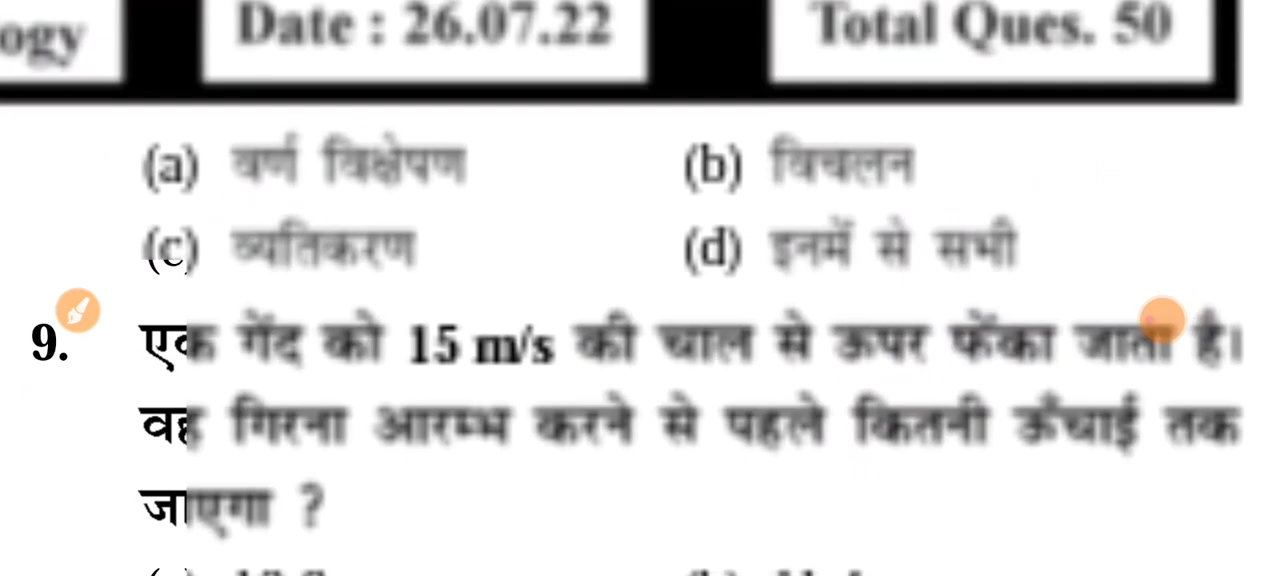 ogy Date : 26.07.22 Total Ques. 50
(a) वर्ण विक्षेपण (b) विचलन
(c) व्यतिकरण (d) इनमें से सभी
9. एक गेंद को 15 m/s की चाल से ऊपर फेंका जाता है।
वह गिरना आरम्भ करने से पहले कितनी ऊँचाई तक
जाएगा ?